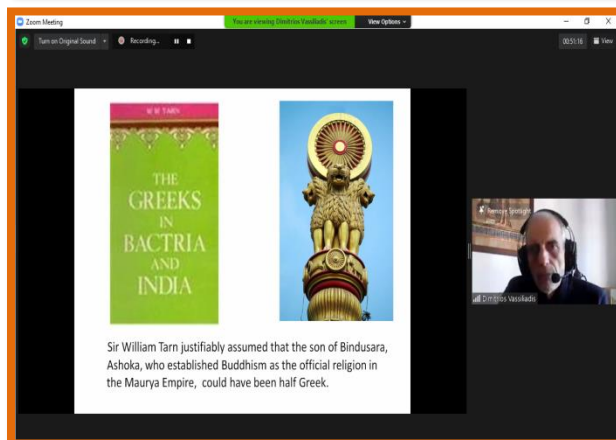 Zoom Meeting
You are viewing Dimitrios Vassiliadis' screen
View Options
Turn on Original Sound
Recording...
00:51:16
View
W W TARN
THE
GREEKS
IN
BACTRIA
AND
INDIA
Remove Spotlight
Dimitrios Vassiliadis
Sir William Tarn justifiably assumed that the son of Bindusara,
Ashoka, who established Buddhism as the official religion in
the Maurya Empire, could have been half Greek.